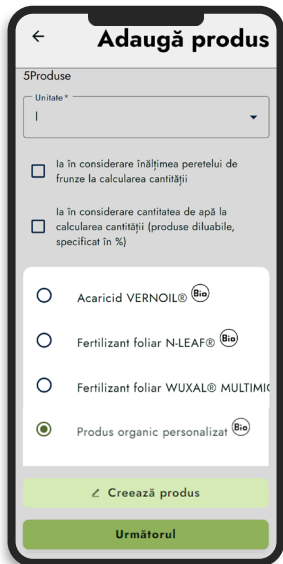 Adaugă produs
5Produse
Unitate*
l
Ia în considerare înălțimea peretelui de
frunze la calcularea cantității
Ia în considerare cantitatea de apă la
calcularea cantității (produse diluabile,
specificat în %)
Acaricid VERNOIL® Bio
Fertilizant foliar N-LEAF® Bio
Fertilizant foliar WUXAL® MULTIMIC
Produs organic personalizat Bio
Creează produs
Următorul